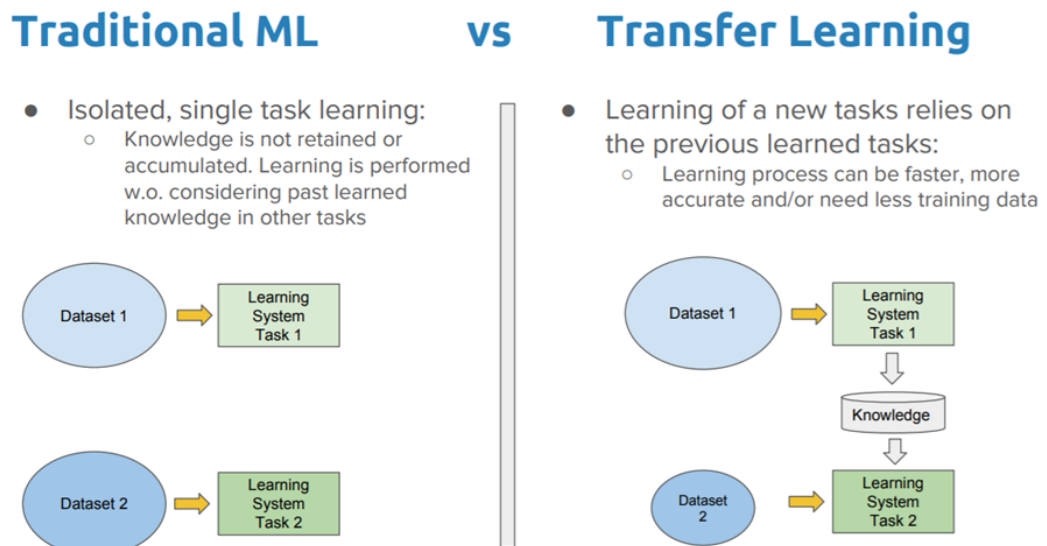 Traditional ML vs Transfer Learning
● Isolated, single task learning:
○ Knowledge is not retained or
accumulated. Learning is performed
w.o. considering past learned
knowledge in other tasks
Dataset 1
Learning
System
Task 1
Dataset 2
Learning
System
Task 2
● Learning of a new tasks relies on
the previous learned tasks:
○ Learning process can be faster, more
accurate and/or need less training data
Dataset 1
Learning
System
Task 1
Knowledge
Dataset
2
Learning
System
Task 2